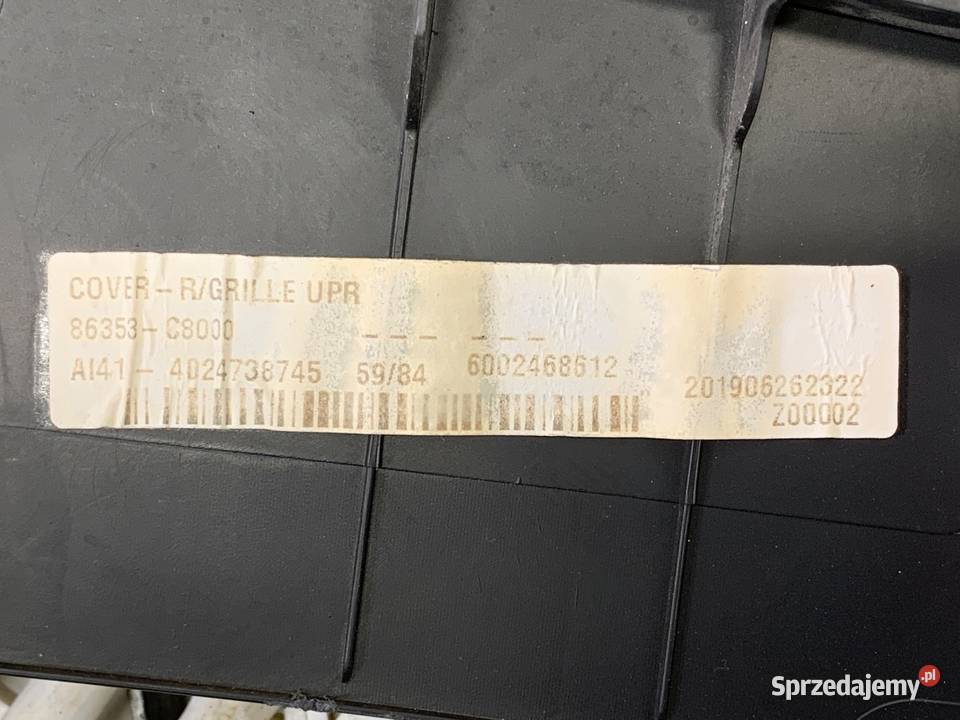 COVER-R/GRILLE UPR
86353-C8000 --- ---
AI41-4024738745 59/84 6002468612 201906262322
Z00002
Sprzedajemy.pl